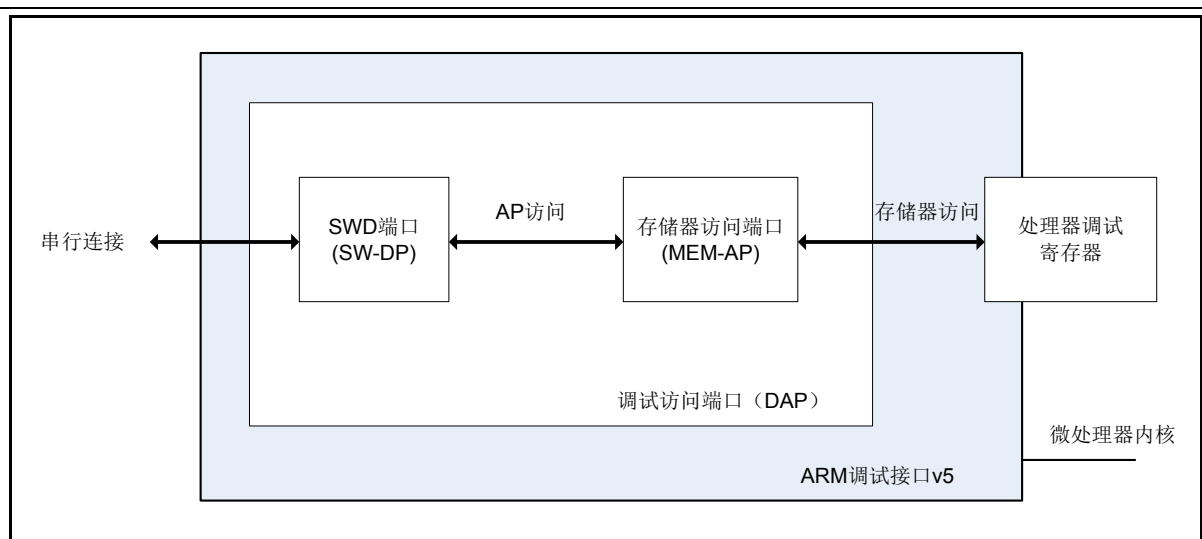 串行连接
SWD端口
(SW-DP)
AP访问
存储器访问端口
(MEM-AP)
存储器访问
处理器调试
寄存器
调试访问端口（DAP）
微处理器内核
ARM调试接口v5